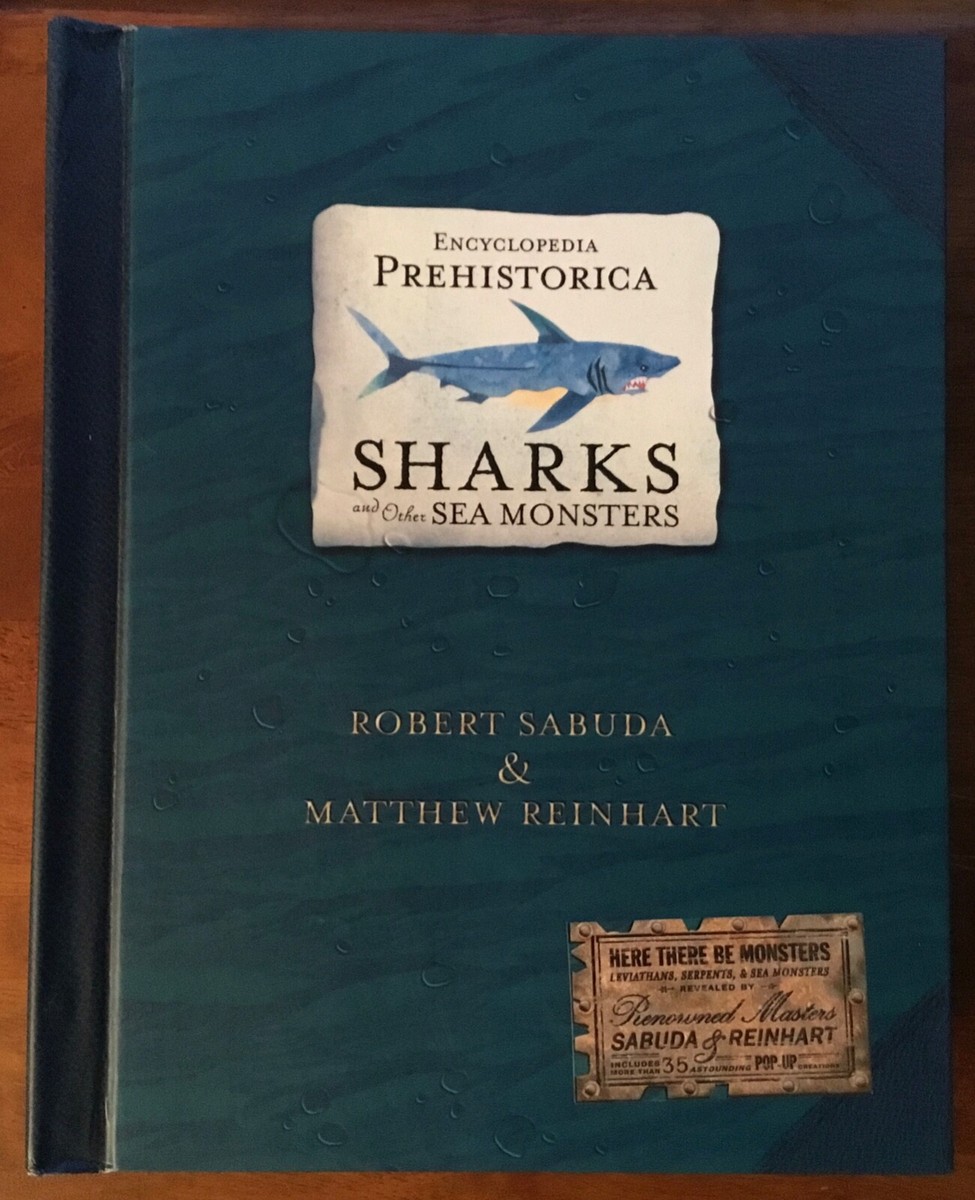 ENCYCLOPEDIA
PREHISTORICA
SHARKS
and Other SEA MONSTERS
ROBERT SABUDA
&
MATTHEW REINHART
HERE THERE BE MONSTERS
LEVIATHANS, SERPENTS, & SEA MONSTERS
REVEALED BY
Renowned Masters
SABUDA & REINHART
INCLUDES MORE THAN 35 ASTOUNDING POP-UP CREATIONS